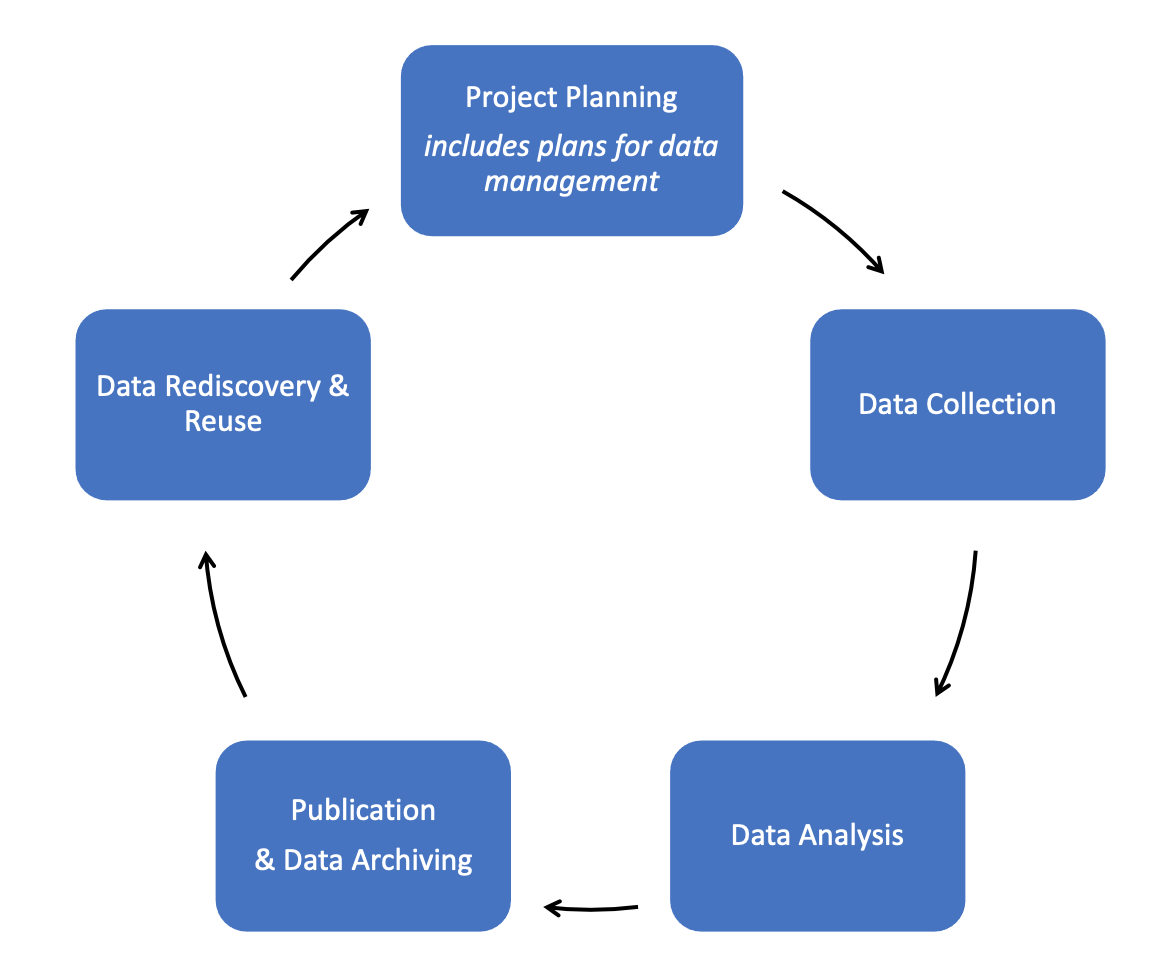 Project Planning
includes plans for data
management
Data Collection
Data Analysis
Publication
& Data Archiving
Data Rediscovery &
Reuse